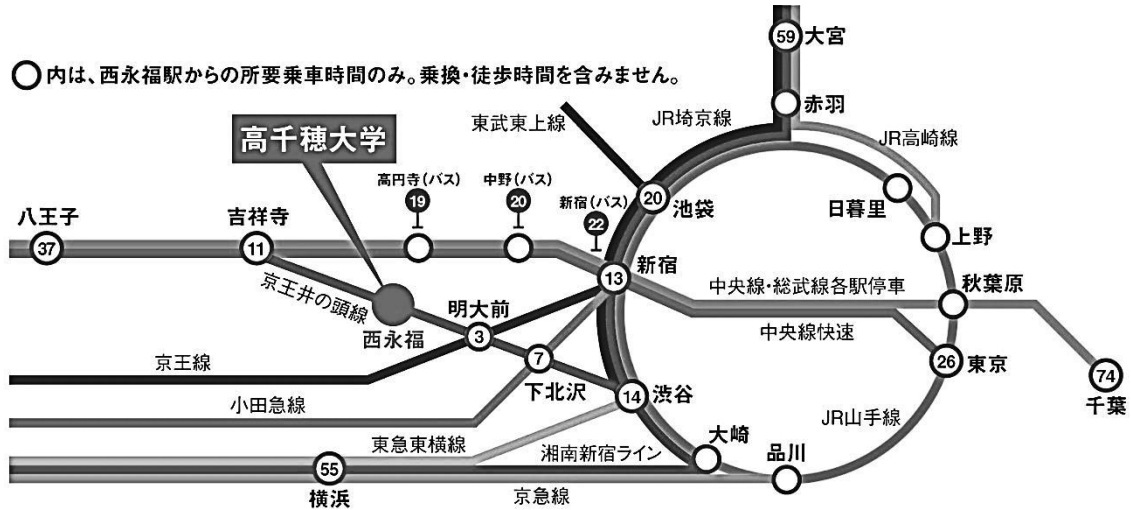 59
大宮
○内は、西永福駅からの所要乗車時間のみ。乗換・徒歩時間を含みません。
赤羽
東武東上線
JR埼京線
JR高崎線
高千穂大学
高円寺(バス)
19
中野(バス)
20
新宿(バス)
22
20
池袋
日暮里
上野
八王子
37
吉祥寺
11
13
新宿
中央線・総武線各駅停車
秋葉原
京王井の頭線
西永福
明大前
3
中央線快速
京王線
7
下北沢
26
東京
74
千葉
小田急線
14
渋谷
JR山手線
東急東横線
湘南新宿ライン
大崎
品川
55
横浜
京急線